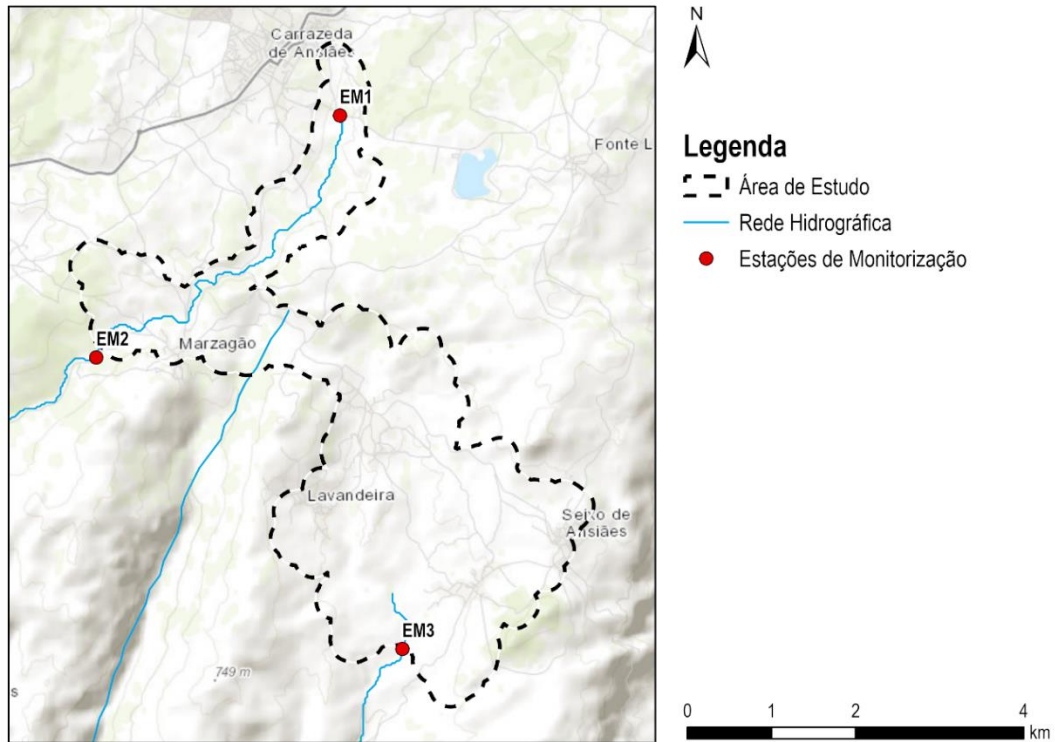 Carrazeda
de Ansiães
EM1
Fonte L
EM2
Marzagão
Lavandeira
Seixo de
Ansiães
EM3
749 m
s
N
Legenda
Área de Estudo
Rede Hidrográfica
Estações de Monitorização
0 1 2 4
km